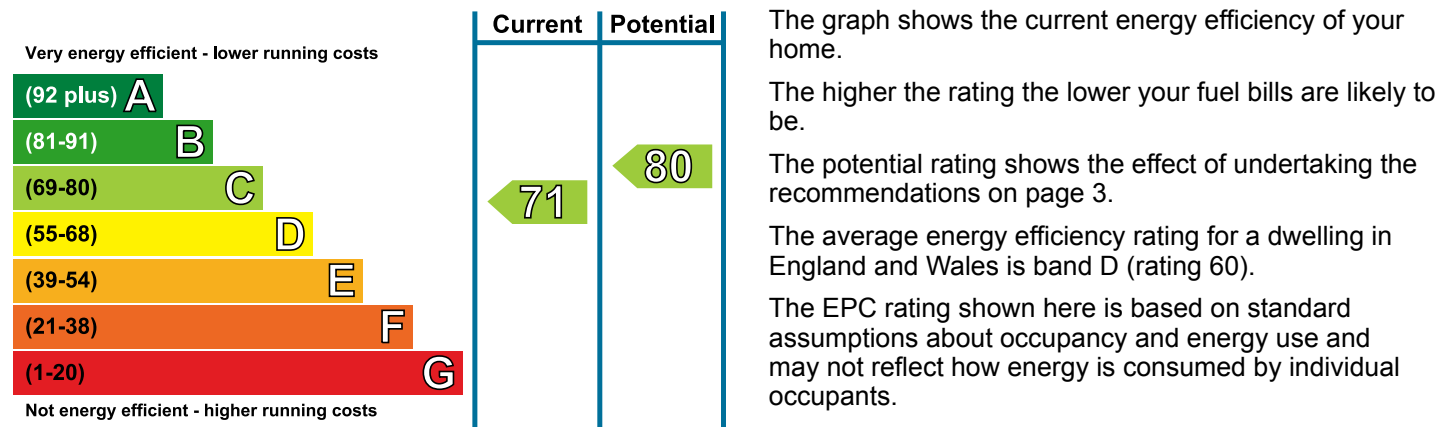 Current Potential
Very energy efficient - lower running costs
(92 plus) A
(81-91) B
(69-80) C
(55-68) D
(39-54) E
(21-38) F
(1-20) G
Not energy efficient - higher running costs
71
80
The graph shows the current energy efficiency of your
home.
The higher the rating the lower your fuel bills are likely to
be.
The potential rating shows the effect of undertaking the
recommendations on page 3.
The average energy efficiency rating for a dwelling in
England and Wales is band D (rating 60).
The EPC rating shown here is based on standard
assumptions about occupancy and energy use and
may not reflect how energy is consumed by individual
occupants.